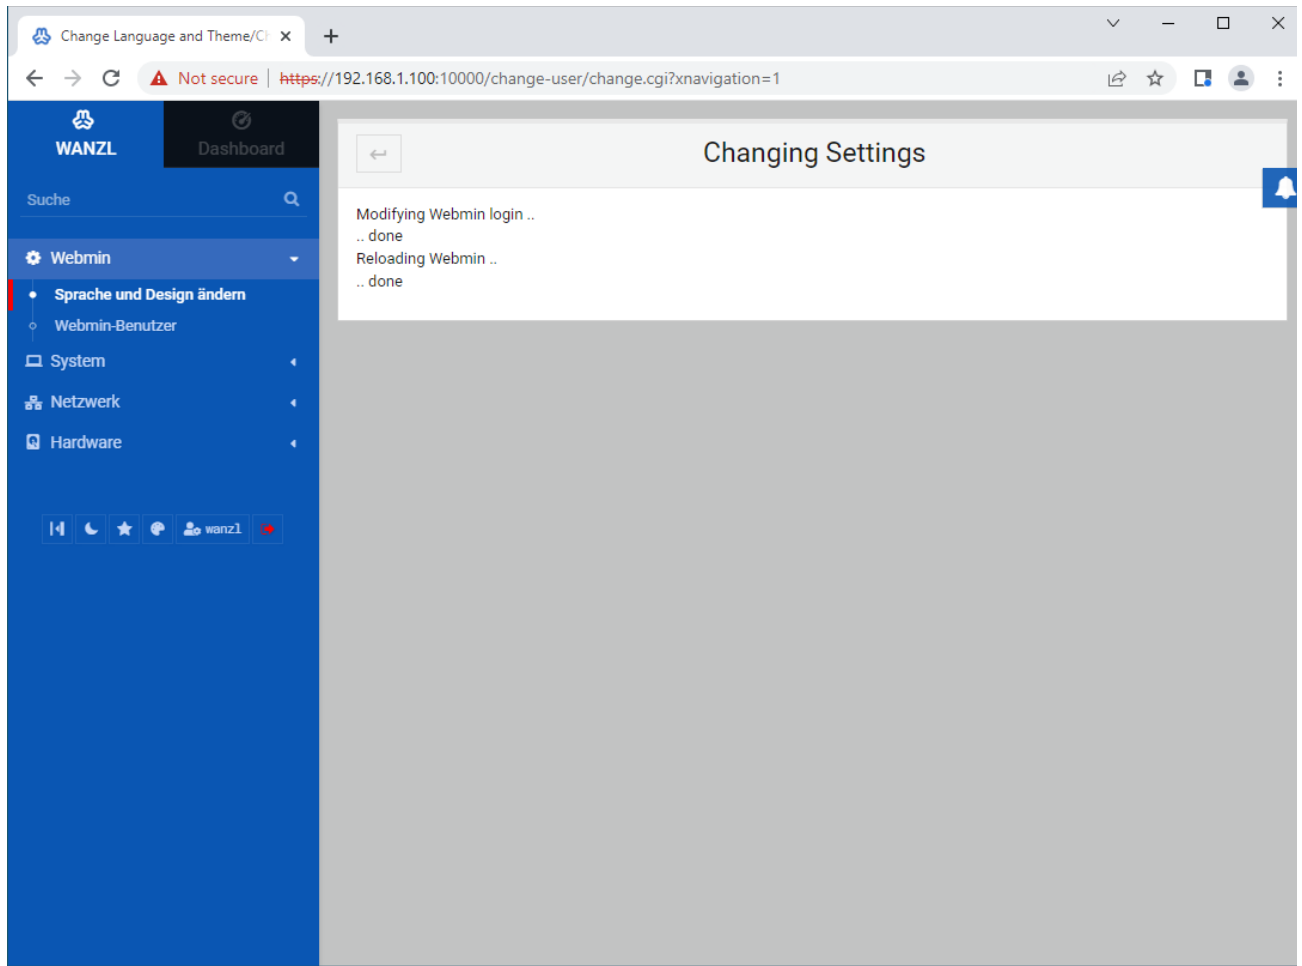 Change Language and Theme/Ch
Not secure | https://192.168.1.100:10000/change-user/change.cgi?xnavigation=1
WANZL
Dashboard
Changing Settings
Suche
Modifying Webmin login ..
.. done
Reloading Webmin ..
.. done
Webmin
Sprache und Design ändern
Webmin-Benutzer
System
Netzwerk
Hardware
wanzl